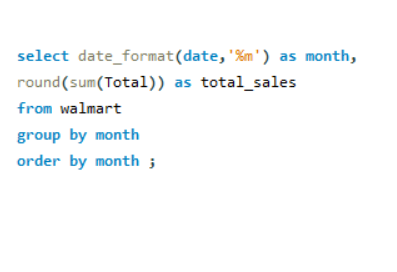 select date_format(date,'%m') as month,
round(sum(Total)) as total_sales
from walmart
group by month
order by month ;